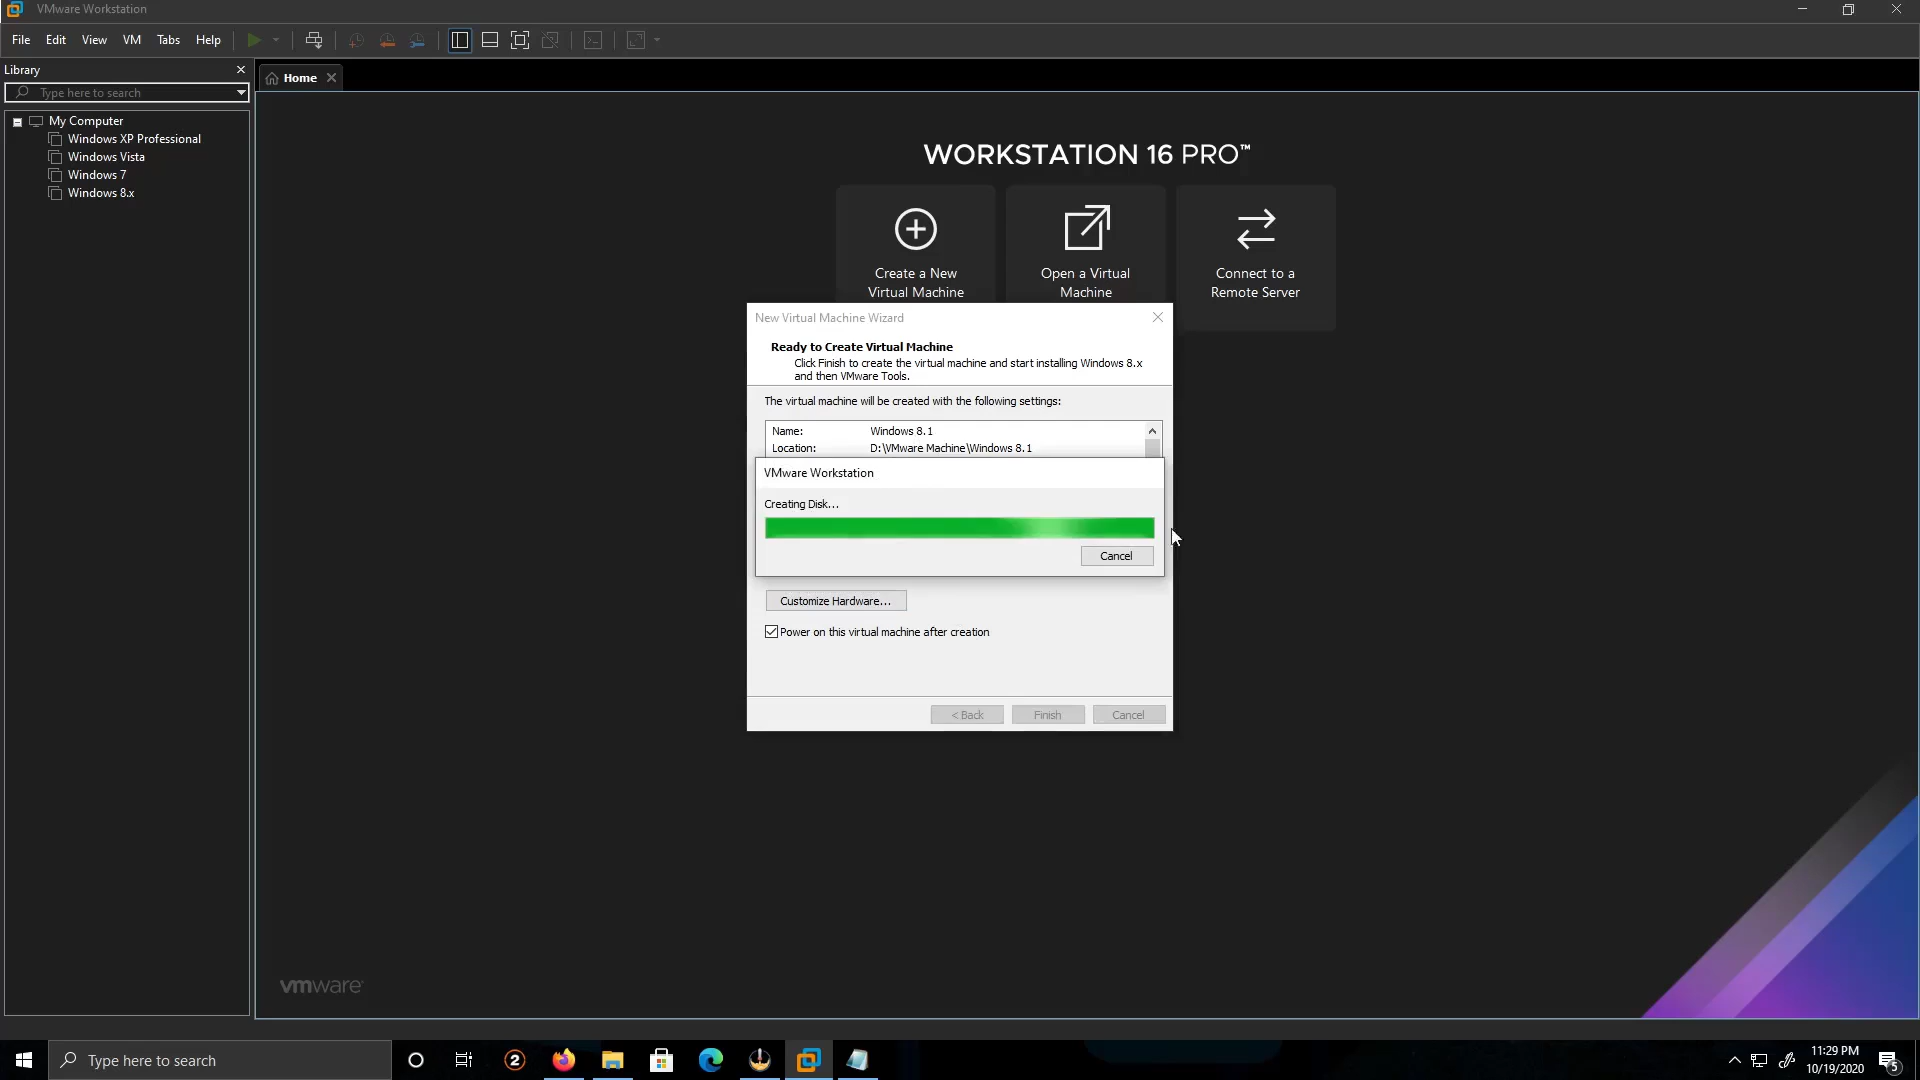 VMware Workstation
File Edit View VM Tabs Help
Library
Type here to search
Home
My Computer
Windows XP Professional
Windows Vista
Windows 7
Windows 8.x
WORKSTATION 16 PRO™
Create a New
Virtual Machine
Open a Virtual
Machine
Connect to a
Remote Server
New Virtual Machine Wizard
Ready to Create Virtual Machine
Click Finish to create the virtual machine and start installing Windows 8.x
and then VMware Tools.
The virtual machine will be created with the following settings:
Name: Windows 8.1
Location: D:\VMware Machine\Windows 8.1
VMware Workstation
Creating Disk...
Cancel
Customize Hardware...
Power on this virtual machine after creation
< Back Finish Cancel
vmware
Type here to search
2
11:29 PM
10/19/2020
5